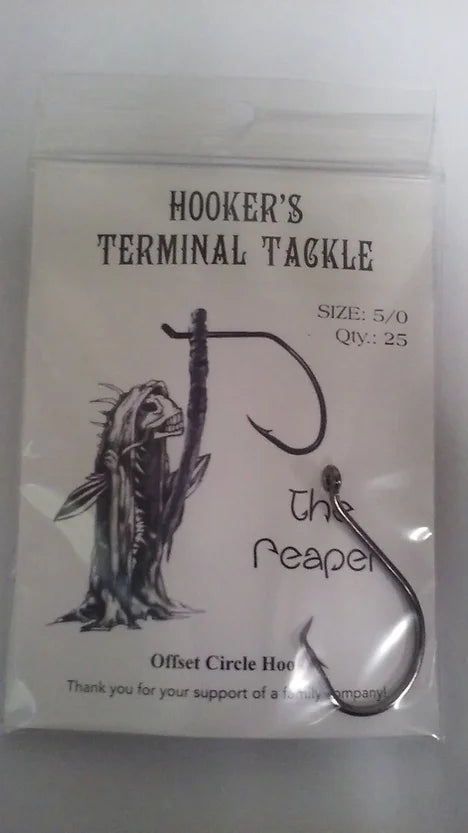 HOOKER'S
TERMINAL TACKLE
SIZE: 5/0
Qty.: 25
The
Reaper
Offset Circle Hoo
Thank you for your support of a family company!